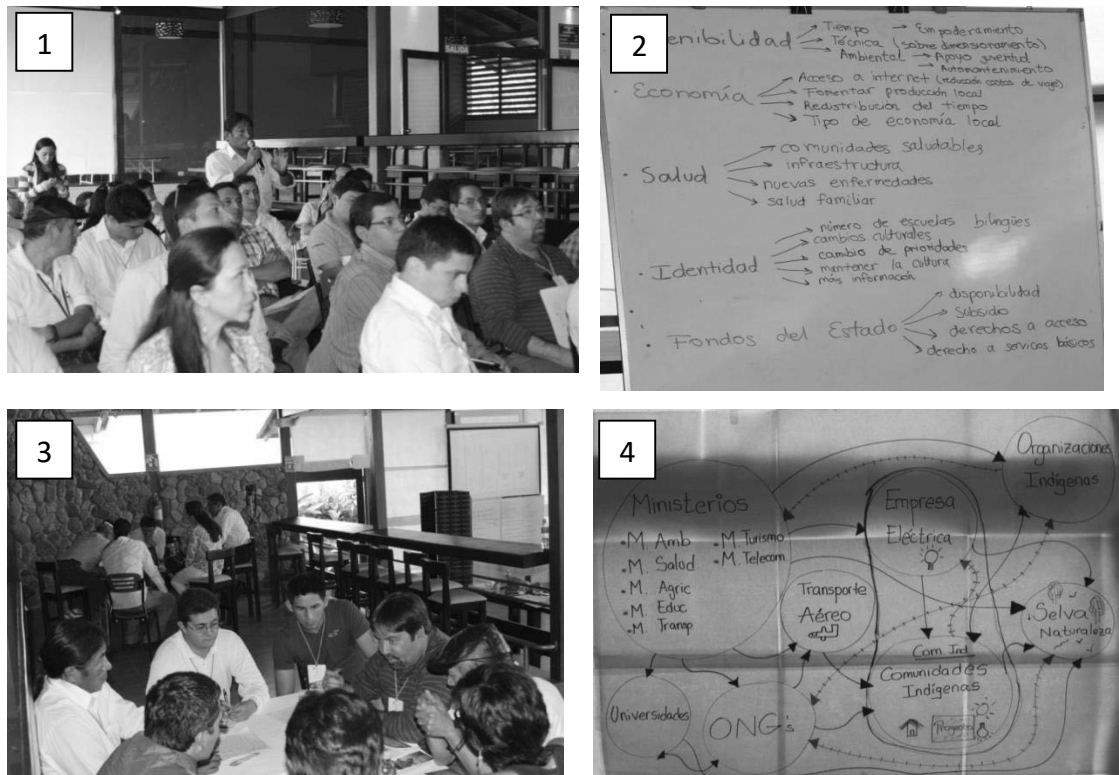 1
SALIDA
2
enibilidad
Tiempo → Empoderamiento
Técnica (sobre dimensionamiento)
Ambiental → Apoyo juventud
→ Automantenimiento
· Economía
Acceso a internet (reducción costos de viaje)
Fomentar producción local
Redistribución del tiempo
Tipo de economía local
· Salud
comunidades saludables
infraestructura
nuevas enfermedades
salud familiar
· Identidad
número de escuelas bilingües
cambios culturales
cambio de prioridades
mantener la cultura
más información
· Fondos del Estado
disponibilidad
subsidio
derechos a acceso
derecho a servicios básicos
3
4
Ministerios
• M. Amb
• M. Salud
• M. Agric
• M. Educ
• M. Transp
• M. Turismo
• M. Telecom
Empresa
Eléctrica
Organizaciones
Indígenas
Transporte
Aéreo
Selva
Naturaleza
Com Ind
Comunidades
Indígenas
Universidades
ONG's